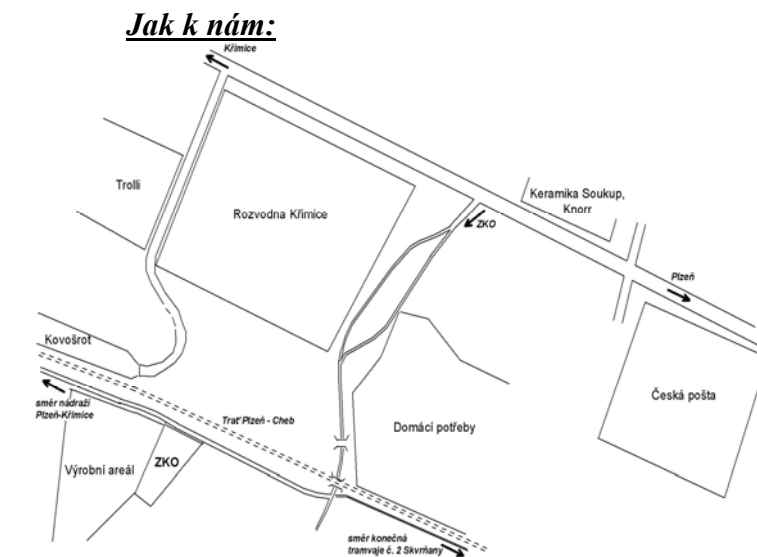 Jak k nám:
Křimice
Trolli
Rozvodna Křimice
Keramika Soukup,
Knorr
ZKO
Plzeň
Kovošrot
Česká pošta
směr nádraží
Plzeň-Křimice
Trať Plzeň - Cheb
Domácí potřeby
Výrobní areál
ZKO
směr konečná
tramvaje č. 2 Skvrňany